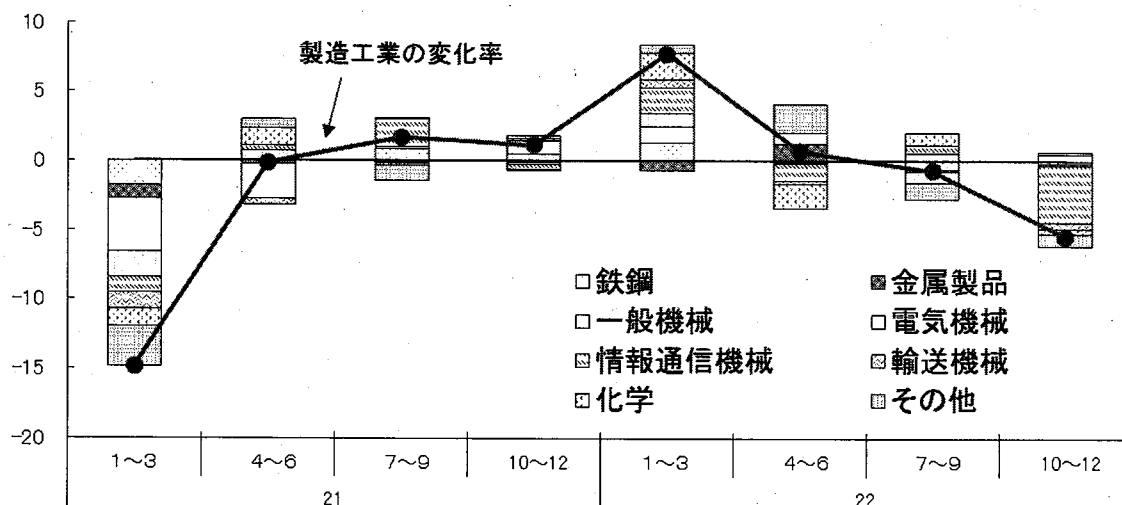 10
5
0
-5
-10
-15
-20
製造工業の変化率
鉄鋼
金属製品
一般機械
電気機械
情報通信機械
輸送機械
化学
その他
1～3
4～6
7～9
10～12
1～3
4～6
7～9
10～12
21
22